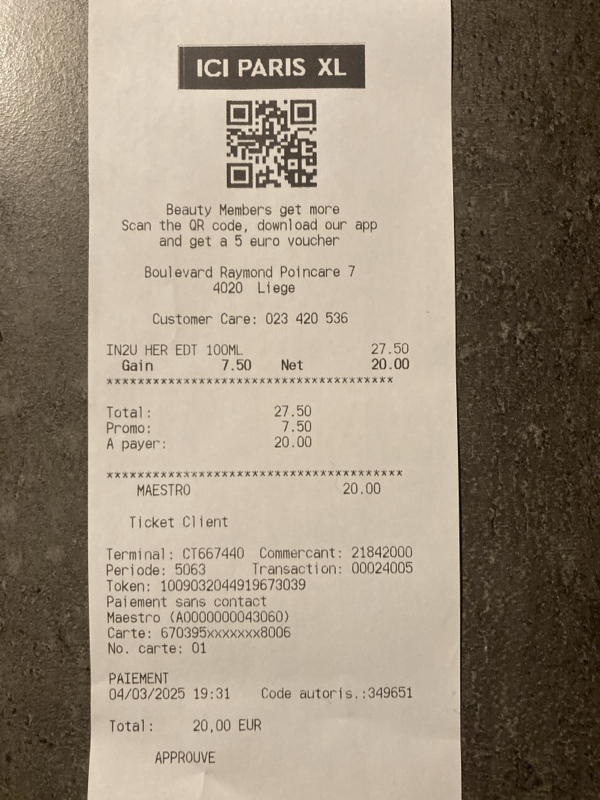 ICI PARIS XL
Beauty Members get more
Scan the QR code, download our app
and get a 5 euro voucher
Boulevard Raymond Poincare 7
4020 Liege
Customer Care: 023 420 536
IN2U HER EDT 100ML 27.50
Gain 7.50 Net 20.00
****************************************
Total: 27.50
Promo: 7.50
A payer: 20.00
****************************************
MAESTRO 20.00
Ticket Client
Terminal: CT667440 Commercant: 21842000
Periode: 5063 Transaction: 00024005
Token: 1009032044919673039
Paiement sans contact
Maestro (A0000000043060)
Carte: 670395xxxxxxx8006
No. carte: 01
PAIEMENT
04/03/2025 19:31 Code autoris.:349651
Total: 20,00 EUR
APPROUVE